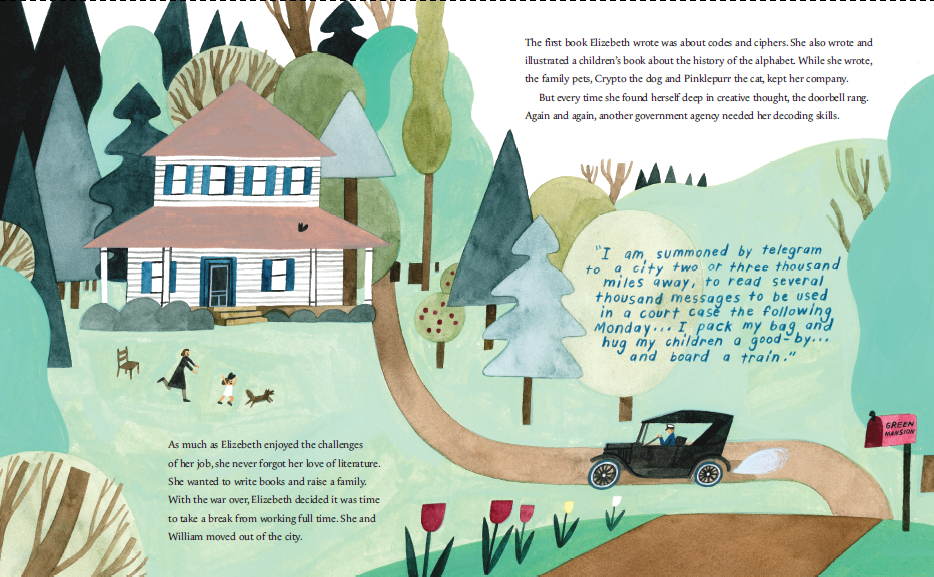 As much as Elizebeth enjoyed the challenges
of her job, she never forgot her love of literature.
She wanted to write books and raise a family.
With the war over, Elizebeth decided it was time
to take a break from working full time. She and
William moved out of the city.
The first book Elizebeth wrote was about codes and ciphers. She also wrote and
illustrated a children's book about the history of the alphabet. While she wrote,
the family pets, Crypto the dog and Pinklepurr the cat, kept her company.
But every time she found herself deep in creative thought, the doorbell rang.
Again and again, another government agency needed her decoding skills.
"I am summoned by telegram
to a city two or three thousand
miles away, to read several
thousand messages to be used
in a court case the following
Monday... I pack my bag and
hug my children a good-by...
and board a train."
GREEN
MANSION